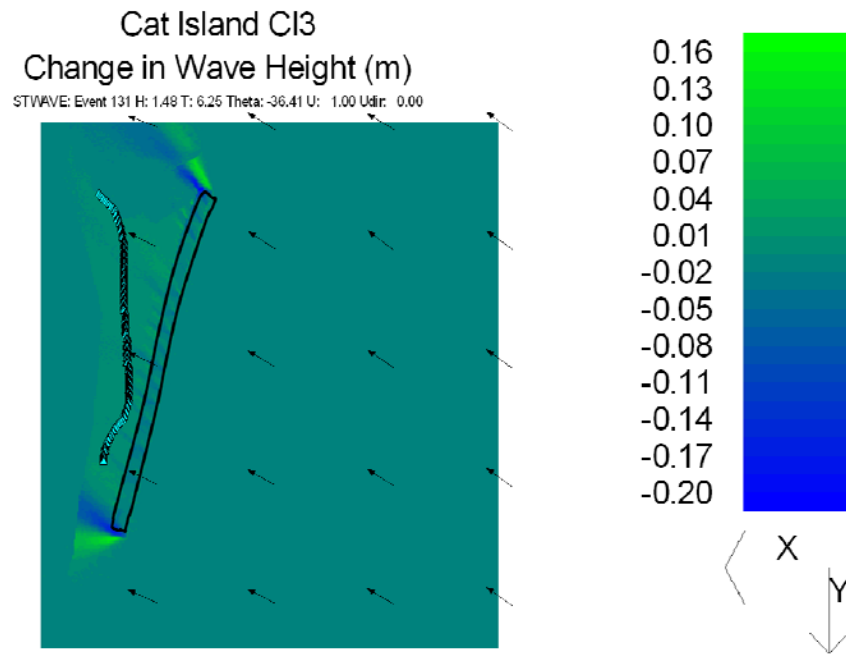 Cat Island CI3
Change in Wave Height (m)
STWAVE: Event 131 H: 1.48 T: 6.25 Theta: -36.41 U: 1.00 Udir: 0.00
0.16
0.13
0.10
0.07
0.04
0.01
-0.02
-0.05
-0.08
-0.11
-0.14
-0.17
-0.20
X
Y